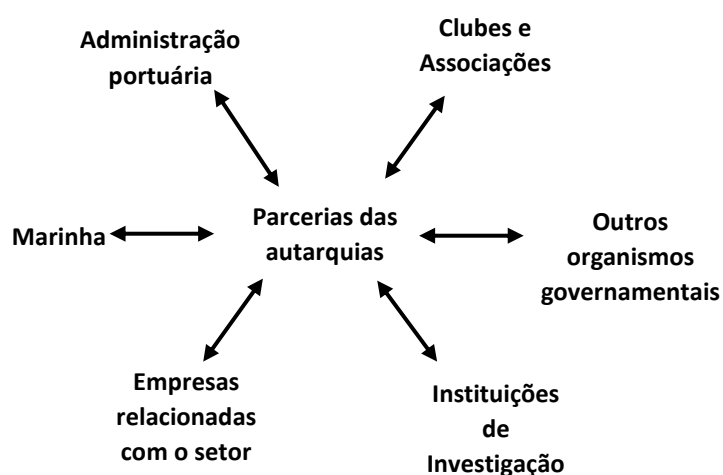 Administração
portuária
Clubes e
Associações
Marinha
Parcerias das
autarquias
Outros
organismos
governamentais
Empresas
relacionadas
com o setor
Instituições
de
Investigação